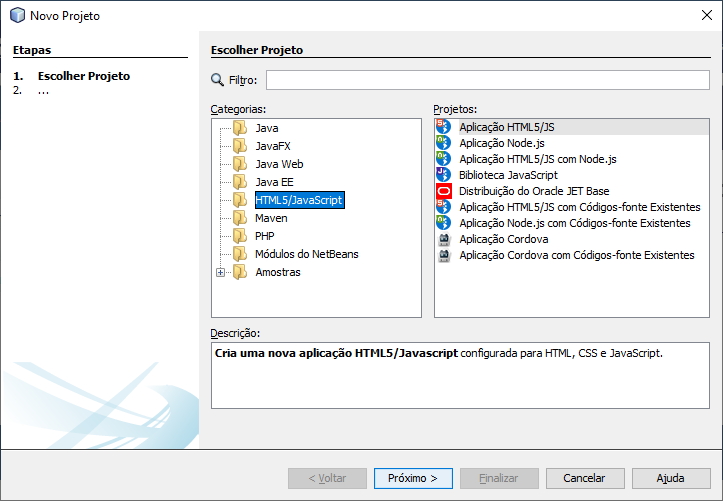 Novo Projeto
Etapas
1. Escolher Projeto
2. ...
Escolher Projeto
Filtro:
Categorias:
Java
JavaFX
Java Web
Java EE
HTML5/JavaScript
Maven
PHP
Módulos do NetBeans
Amostras
Projetos:
Aplicação HTML5/JS
Aplicação Node.js
Aplicação HTML5/JS com Node.js
Biblioteca JavaScript
Distribuição do Oracle JET Base
Aplicação HTML5/JS com Códigos-fonte Existentes
Aplicação Node.js com Códigos-fonte Existentes
Aplicação Cordova
Aplicação Cordova com Códigos-fonte Existentes
Descrição:
Cria uma nova aplicação HTML5/Javascript configurada para HTML, CSS e JavaScript.
< Voltar
Próximo >
Finalizar
Cancelar
Ajuda